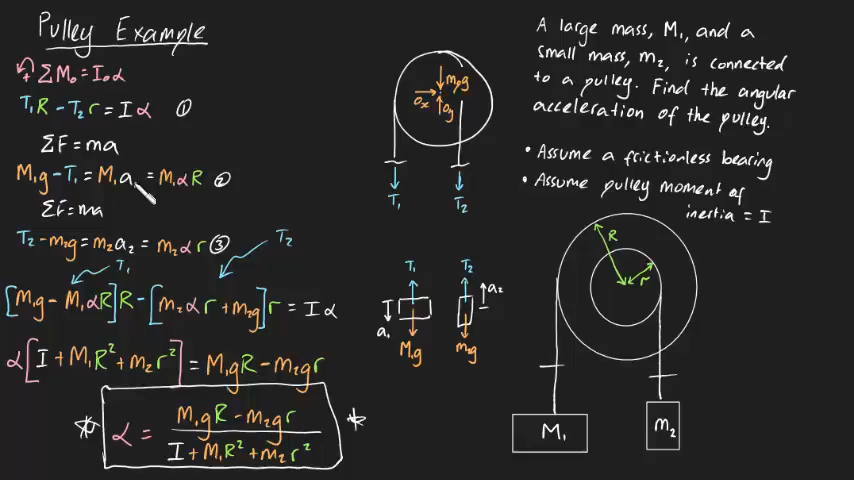 Pulley Example
+ ΣM₀ = I₀α
T₁R - T₂r = Iα ①
ΣF = ma
M₁g - T₁ = M₁a₁ = M₁αR ②
ΣF = ma
T₂ - m₂g = m₂a₂ = m₂αr ③
T₁
T₂
[M₁g - M₁αR]R - [m₂αr + m₂g]r = Iα
α[I + M₁R² + m₂r²] = M₁gR - m₂gr
* α = (M₁gR - m₂gr) / (I + M₁R² + m₂r²) *
mₚg
Oₓ
Oy
T₁
T₂
T₁
T₂
a₁
a₂
M₁g
m₂g
A large mass, M₁, and a
small mass, m₂, is connected
to a pulley. Find the angular
acceleration of the pulley.
• Assume a frictionless bearing
• Assume pulley moment of
inertia = I
R
r
M₁
m₂